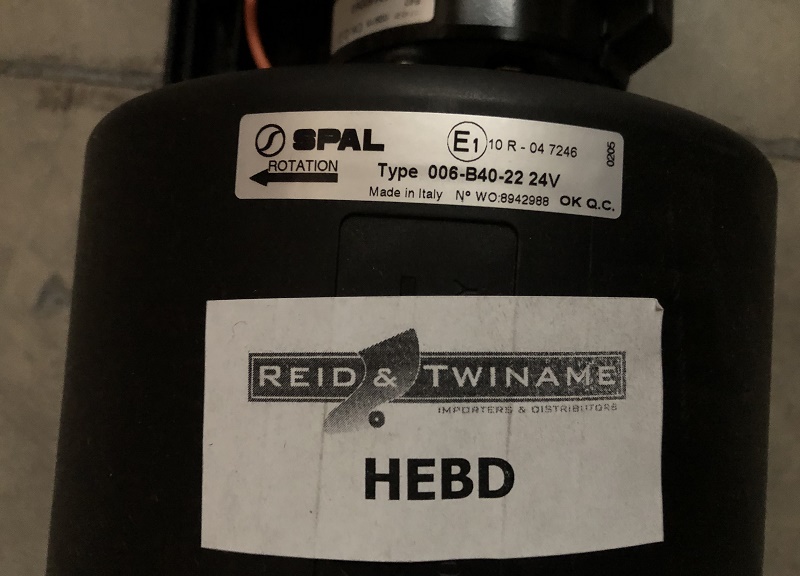 SPAL
E1 10 R - 04 7246
0205
ROTATION
Type 006-B40-22 24V
Made in Italy N° WO:8942988 OK Q.C.
REID & TWINAME
IMPORTERS & DISTRIBUTORS
HEBD